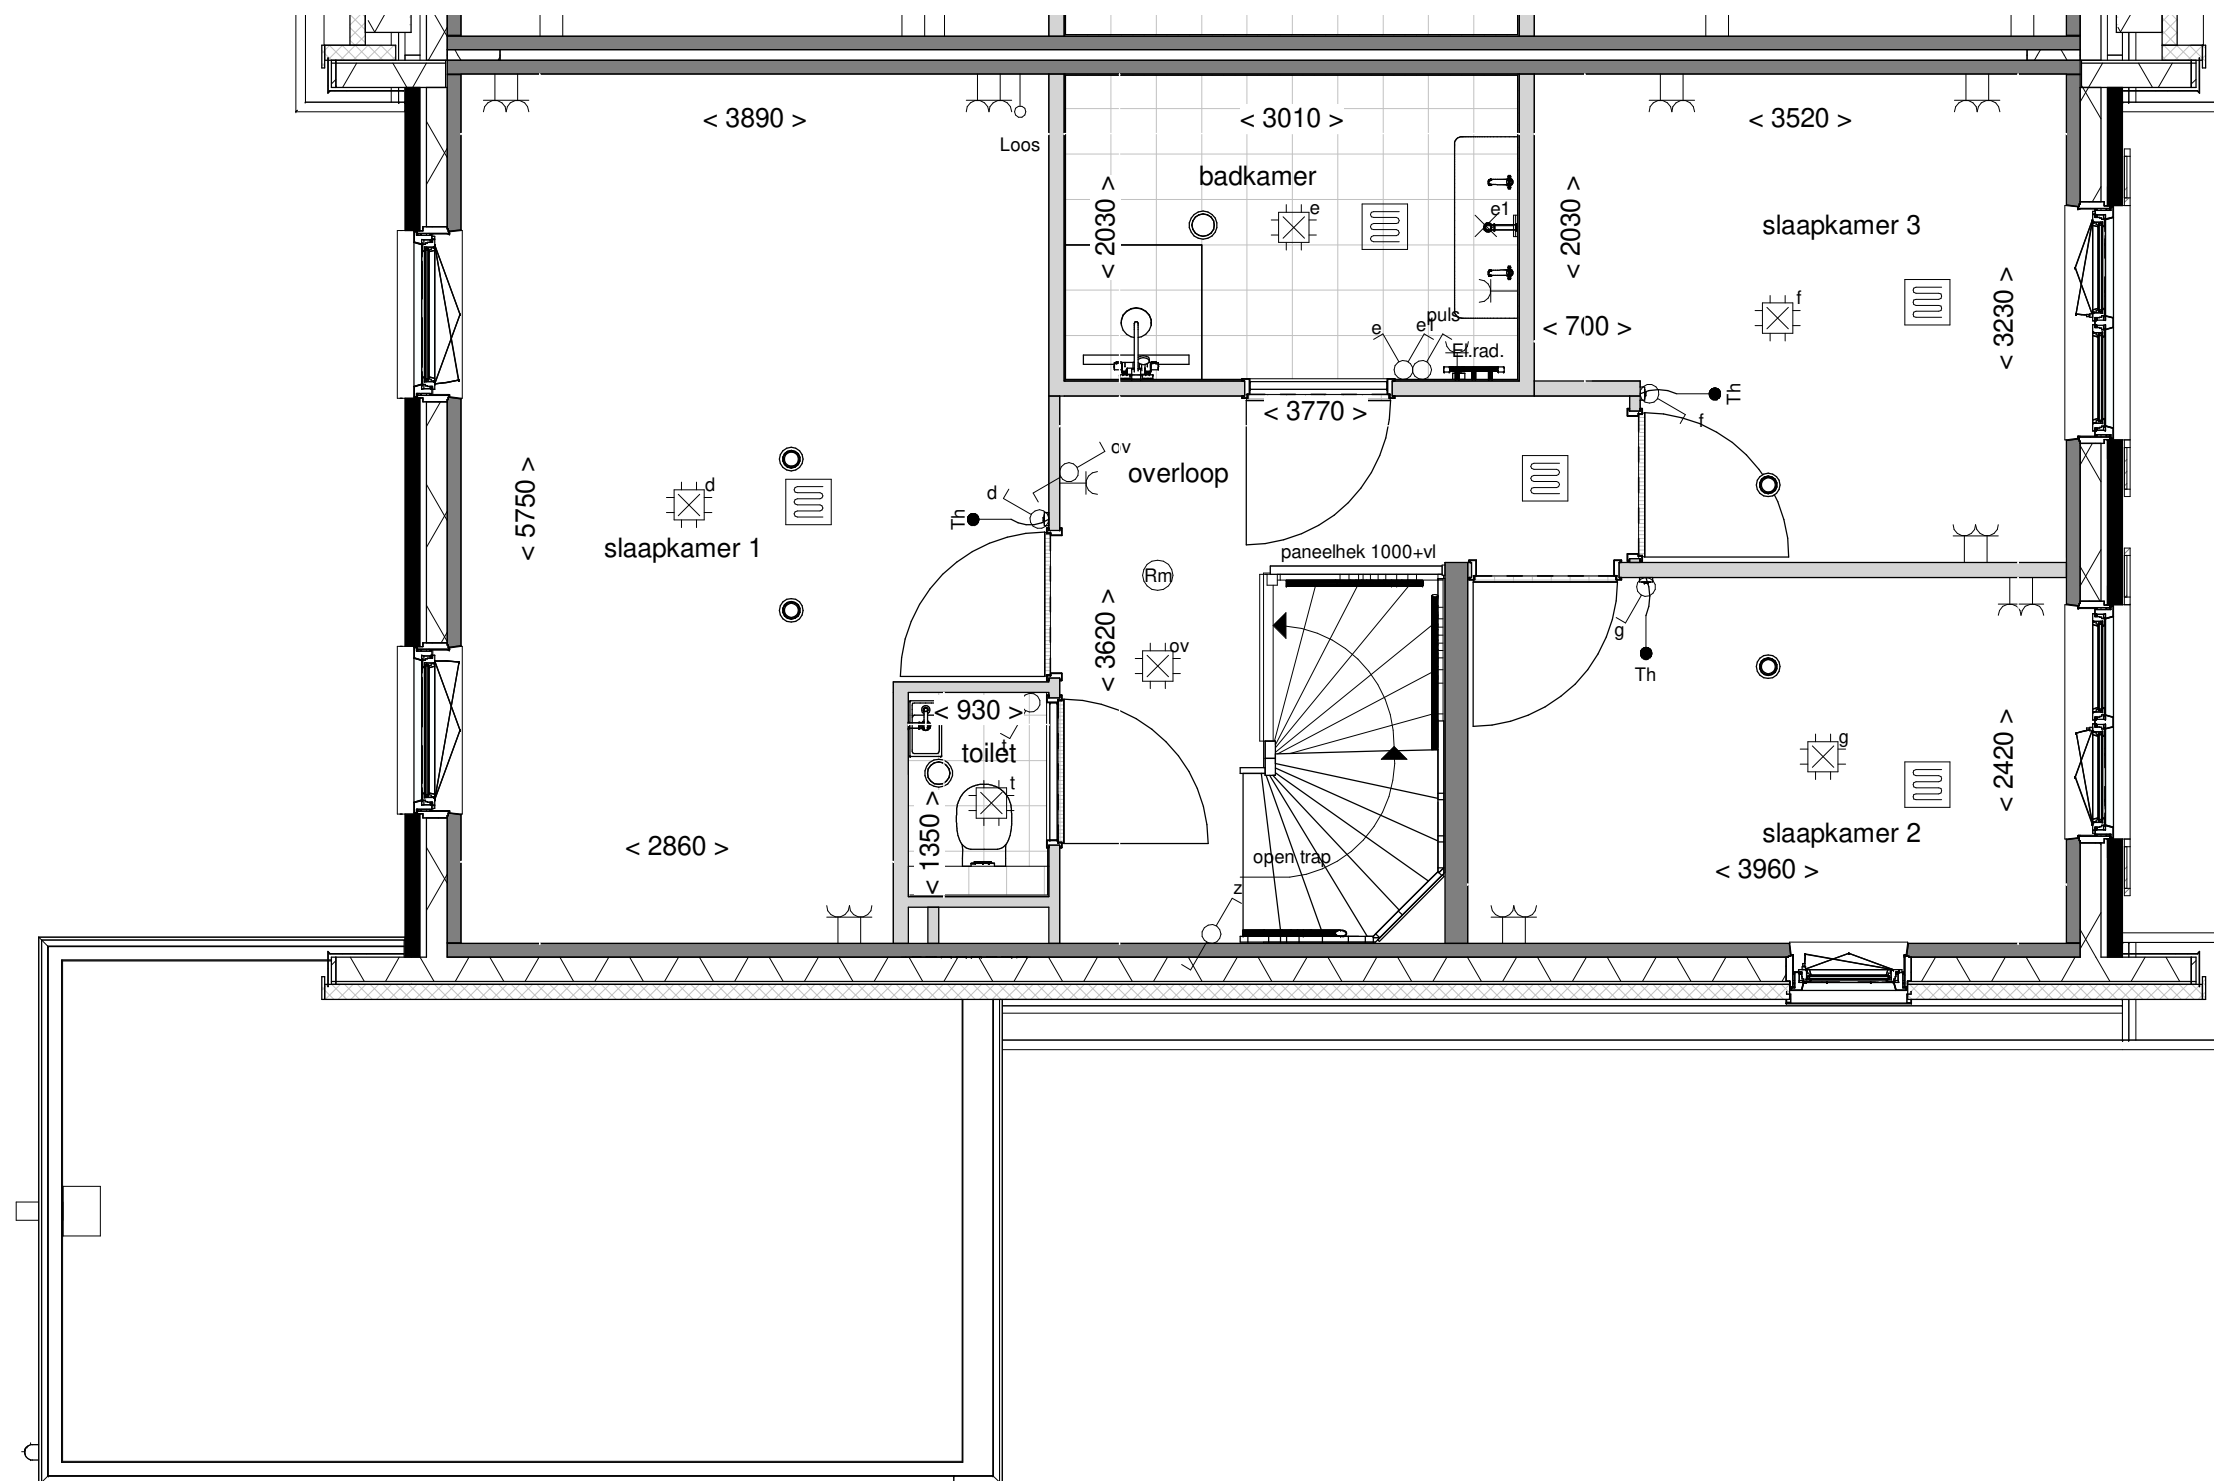 < 3890 >
< 3010 >
< 3520 >
Loos
badkamer
< 2030 >
e
e1
< 2030 >
slaapkamer 3
f
puls
e
e1
< 700 >
< 3230 >
El.rad.
Th
f
< 3770 >
ov
overloop
d
d
Th
< 5750 >
slaapkamer 1
paneelhek 1000+vl
Rm
< 3620 >
ov
g
Th
< 930 >
t
toilet
t
g
< 2420 >
< 1350 >
slaapkamer 2
< 2860 >
open trap
< 3960 >
z